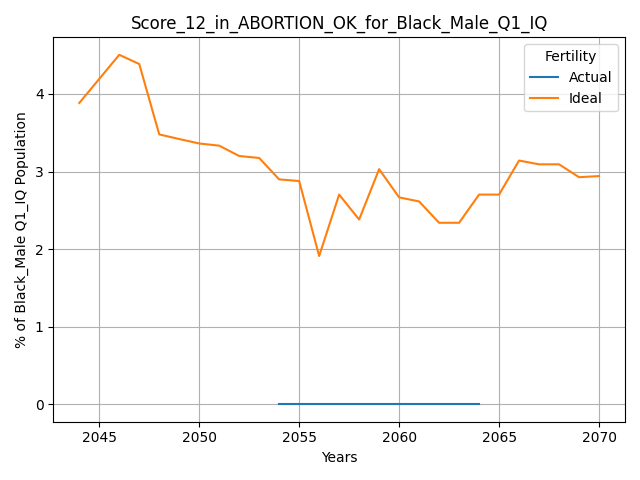 Score_12_in_ABORTION_OK_for_Black_Male_Q1_IQ
Fertility
Actual
Ideal
% of Black_Male Q1_IQ Population
4
3
2
1
0
2045 2050 2055 2060 2065 2070
Years